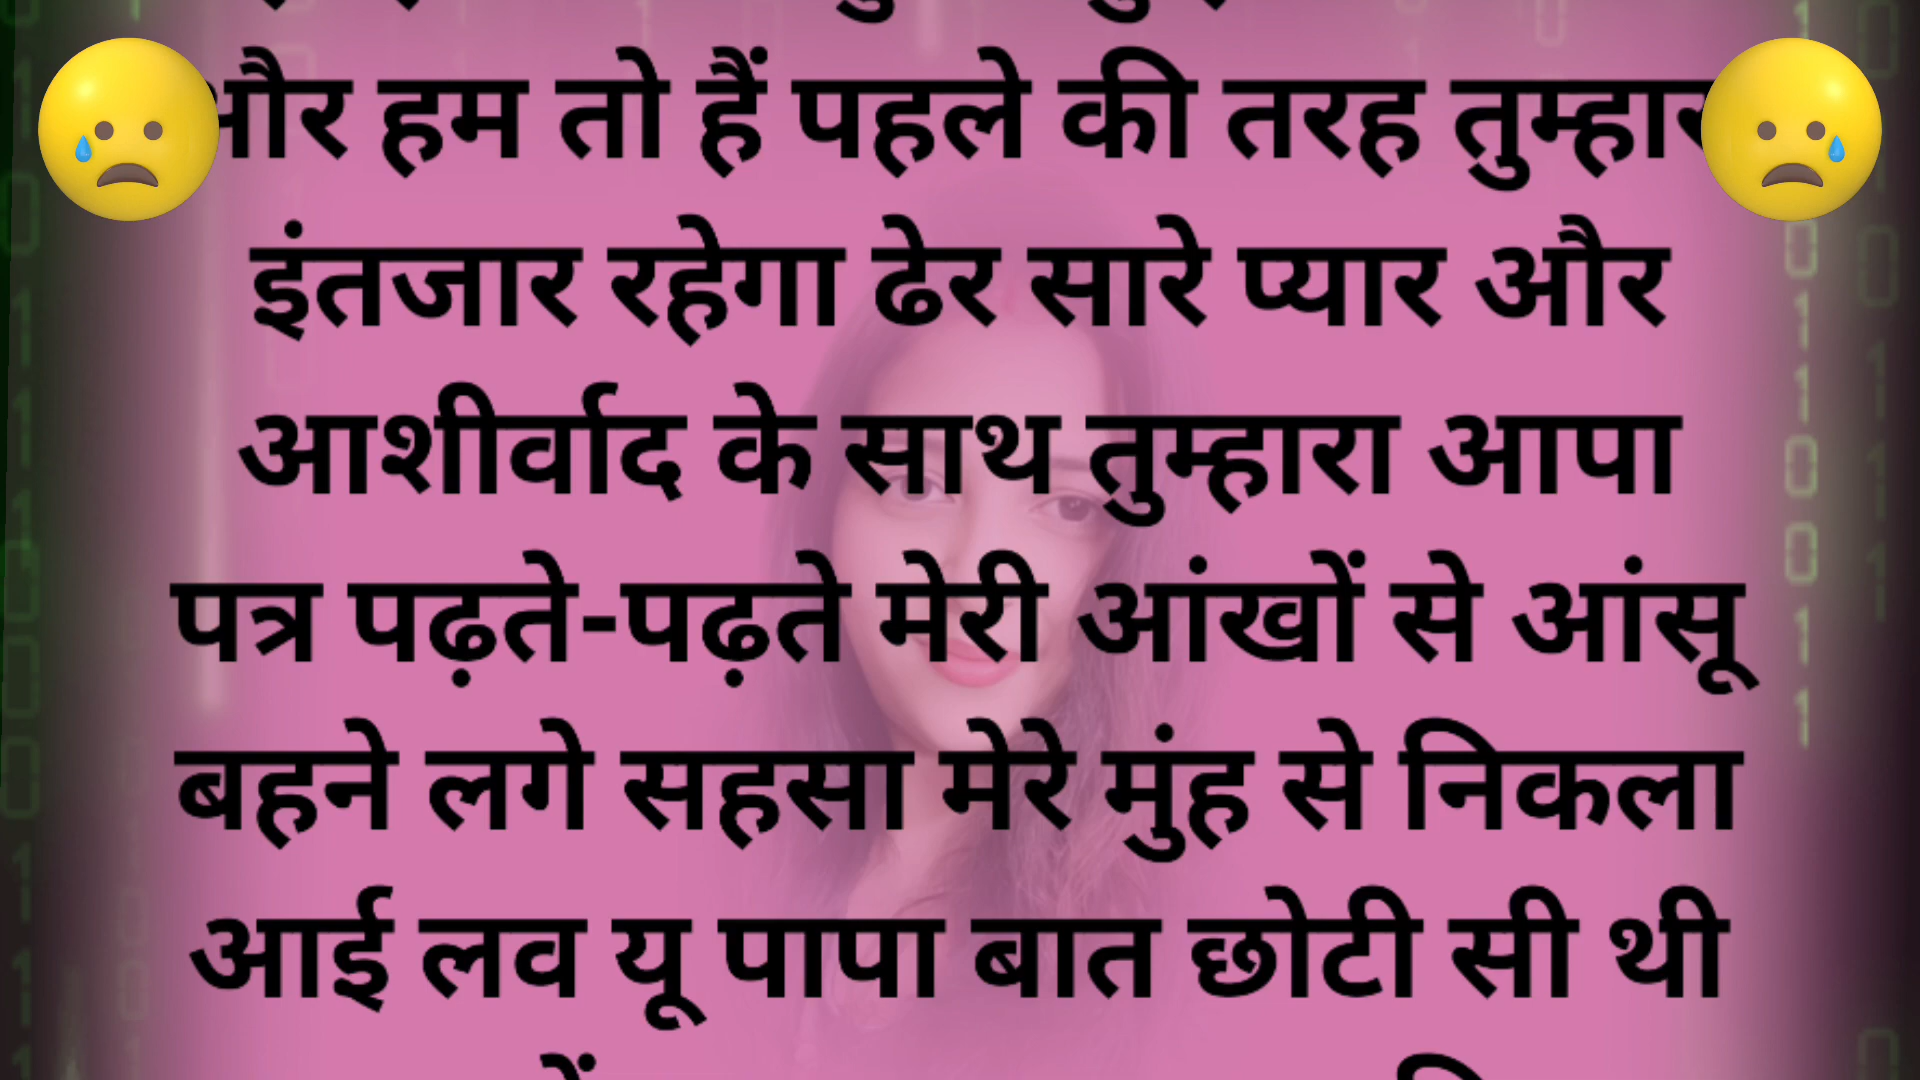 और हम तो हैं पहले की तरह तुम्हारा
इंतजार रहेगा ढेर सारे प्यार और
आशीर्वाद के साथ तुम्हारा आपा
पत्र पढ़ते-पढ़ते मेरी आंखों से आंसू
बहने लगे सहसा मेरे मुंह से निकला
आई लव यू पापा बात छोटी सी थी